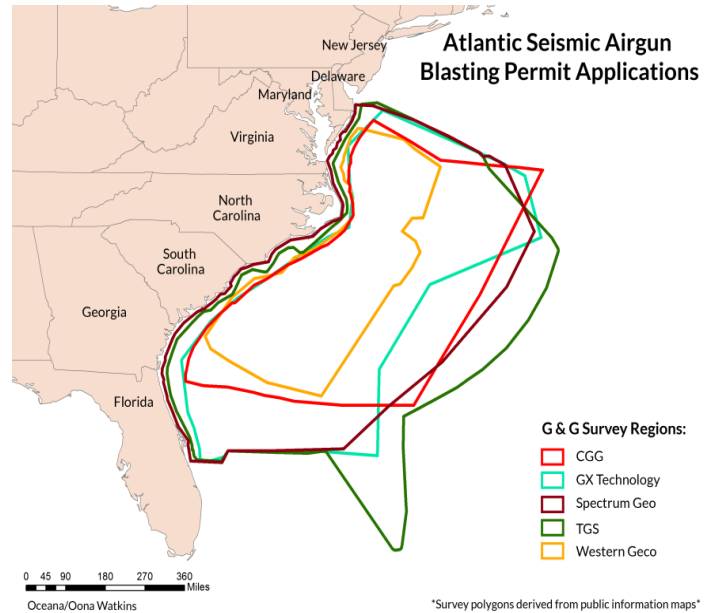 Atlantic Seismic Airgun
Blasting Permit Applications
New Jersey
Delaware
Maryland
Virginia
North
Carolina
South
Carolina
Georgia
Florida
G & G Survey Regions:
CGG
GX Technology
Spectrum Geo
TGS
Western Geco
0 45 90 180 270 360
Miles
Oceana/Oona Watkins
*Survey polygons derived from public information maps*